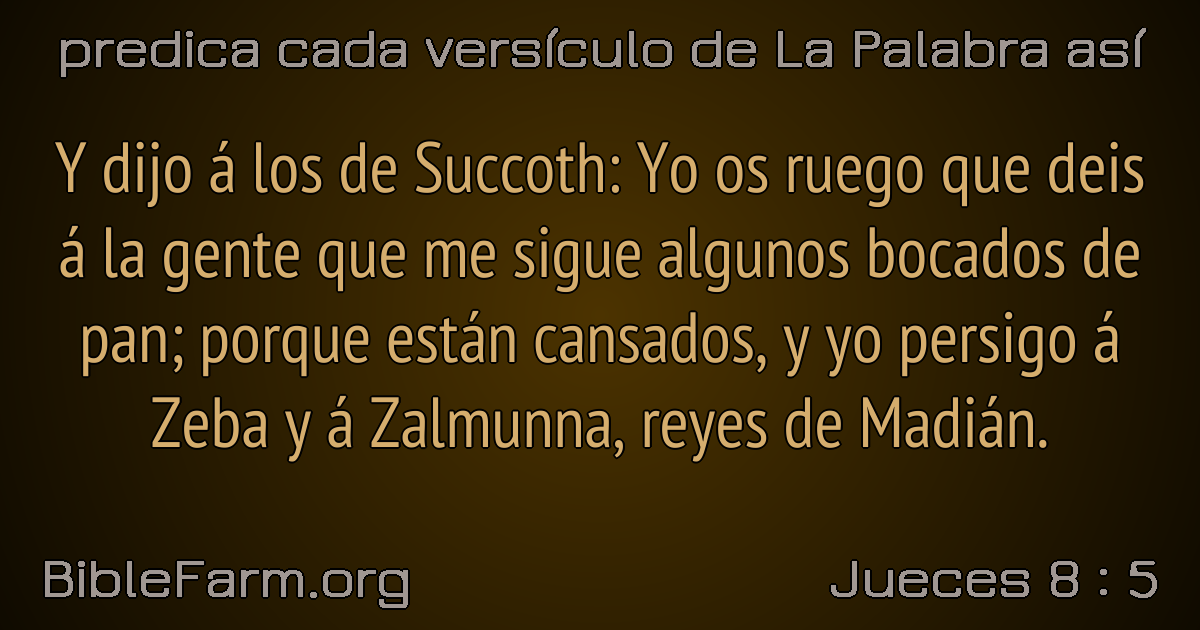 predica cada versículo de La Palabra así
Y dijo á los de Succoth: Yo os ruego que deis
á la gente que me sigue algunos bocados de
pan; porque están cansados, y yo persigo á
Zeba y á Zalmunna, reyes de Madián.
BibleFarm.org
Jueces 8 : 5